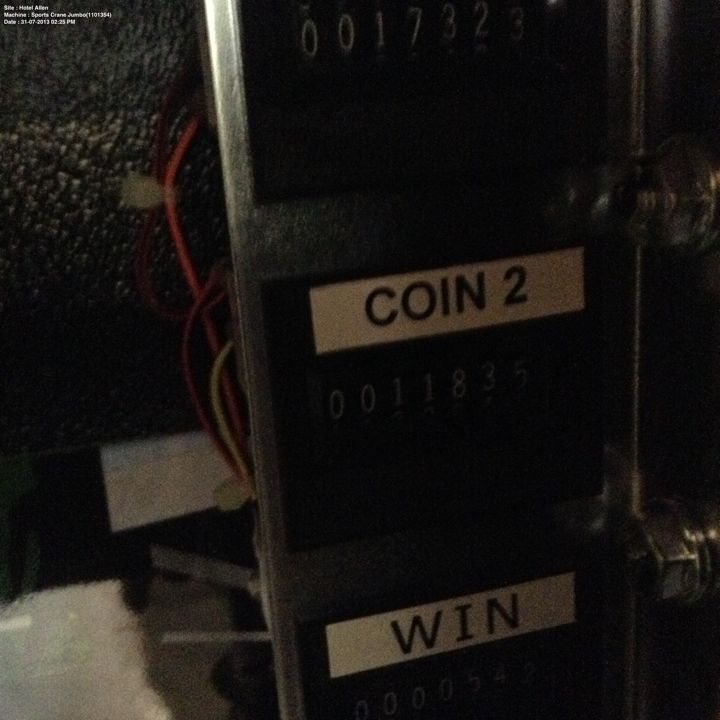 Site : Hotel Allen
Machine : Sports Crane Jumbo(1101354)
Date : 31-07-2013 02:25 PM
0017323
COIN 2
0011835
WIN
0000542